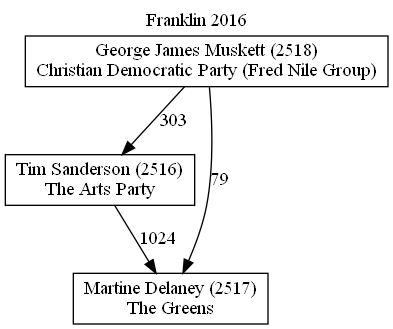 Franklin 2016
George James Muskett (2518)
Christian Democratic Party (Fred Nile Group)
303
Tim Sanderson (2516)
The Arts Party
79
1024
Martine Delaney (2517)
The Greens